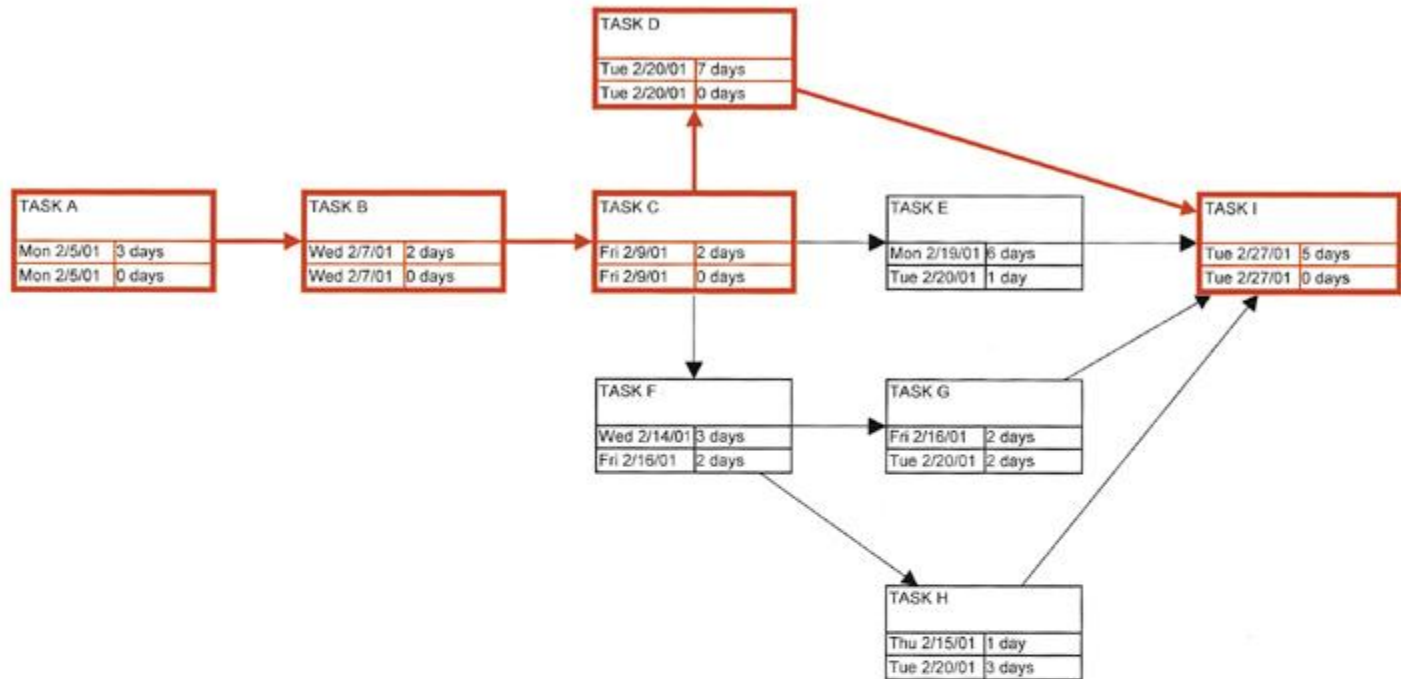 TASK D
Tue 2/20/01 7 days
Tue 2/20/01 0 days
TASK A
Mon 2/5/01 3 days
Mon 2/5/01 0 days
TASK B
Wed 2/7/01 2 days
Wed 2/7/01 0 days
TASK C
Fri 2/9/01 2 days
Fri 2/9/01 0 days
TASK E
Mon 2/19/01 6 days
Tue 2/20/01 1 day
TASK I
Tue 2/27/01 5 days
Tue 2/27/01 0 days
TASK F
Wed 2/14/01 3 days
Fri 2/16/01 2 days
TASK G
Fri 2/16/01 2 days
Tue 2/20/01 2 days
TASK H
Thu 2/15/01 1 day
Tue 2/20/01 3 days